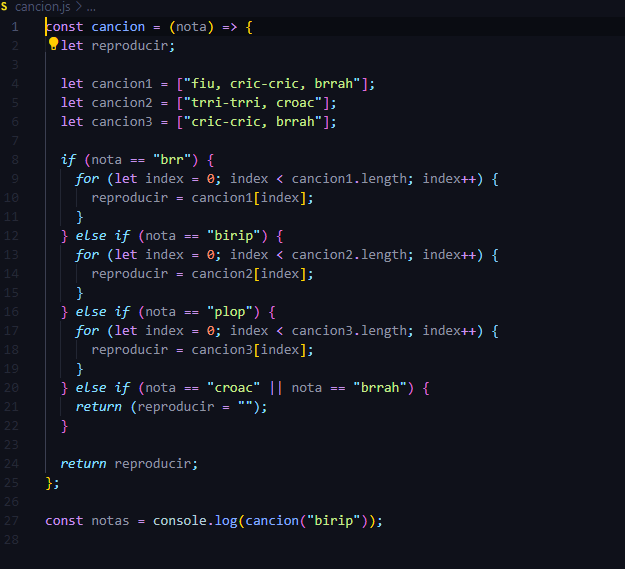 cancion.js > ...
1 const cancion = (nota) => {
2 let reproducir;
3
4 let cancion1 = ["fiu, cric-cric, brrah"];
5 let cancion2 = ["trri-trri, croac"];
6 let cancion3 = ["cric-cric, brrah"];
7
8 if (nota == "brr") {
9 for (let index = 0; index < cancion1.length; index++) {
10 reproducir = cancion1[index];
11 }
12 } else if (nota == "birip") {
13 for (let index = 0; index < cancion2.length; index++) {
14 reproducir = cancion2[index];
15 }
16 } else if (nota == "plop") {
17 for (let index = 0; index < cancion3.length; index++) {
18 reproducir = cancion3[index];
19 }
20 } else if (nota == "croac" || nota == "brrah") {
21 return (reproducir = "");
22 }
23
24 return reproducir;
25 };
26
27 const notas = console.log(cancion("birip"));
28